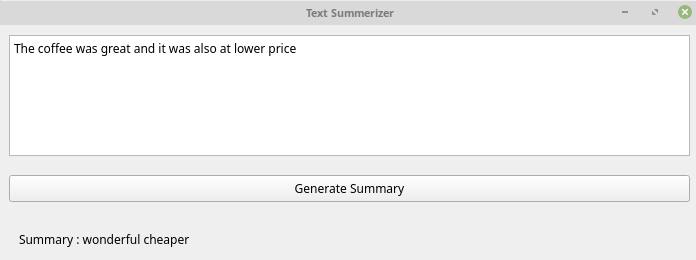 Text Summerizer
The coffee was great and it was also at lower price
Generate Summary
Summary : wonderful cheaper